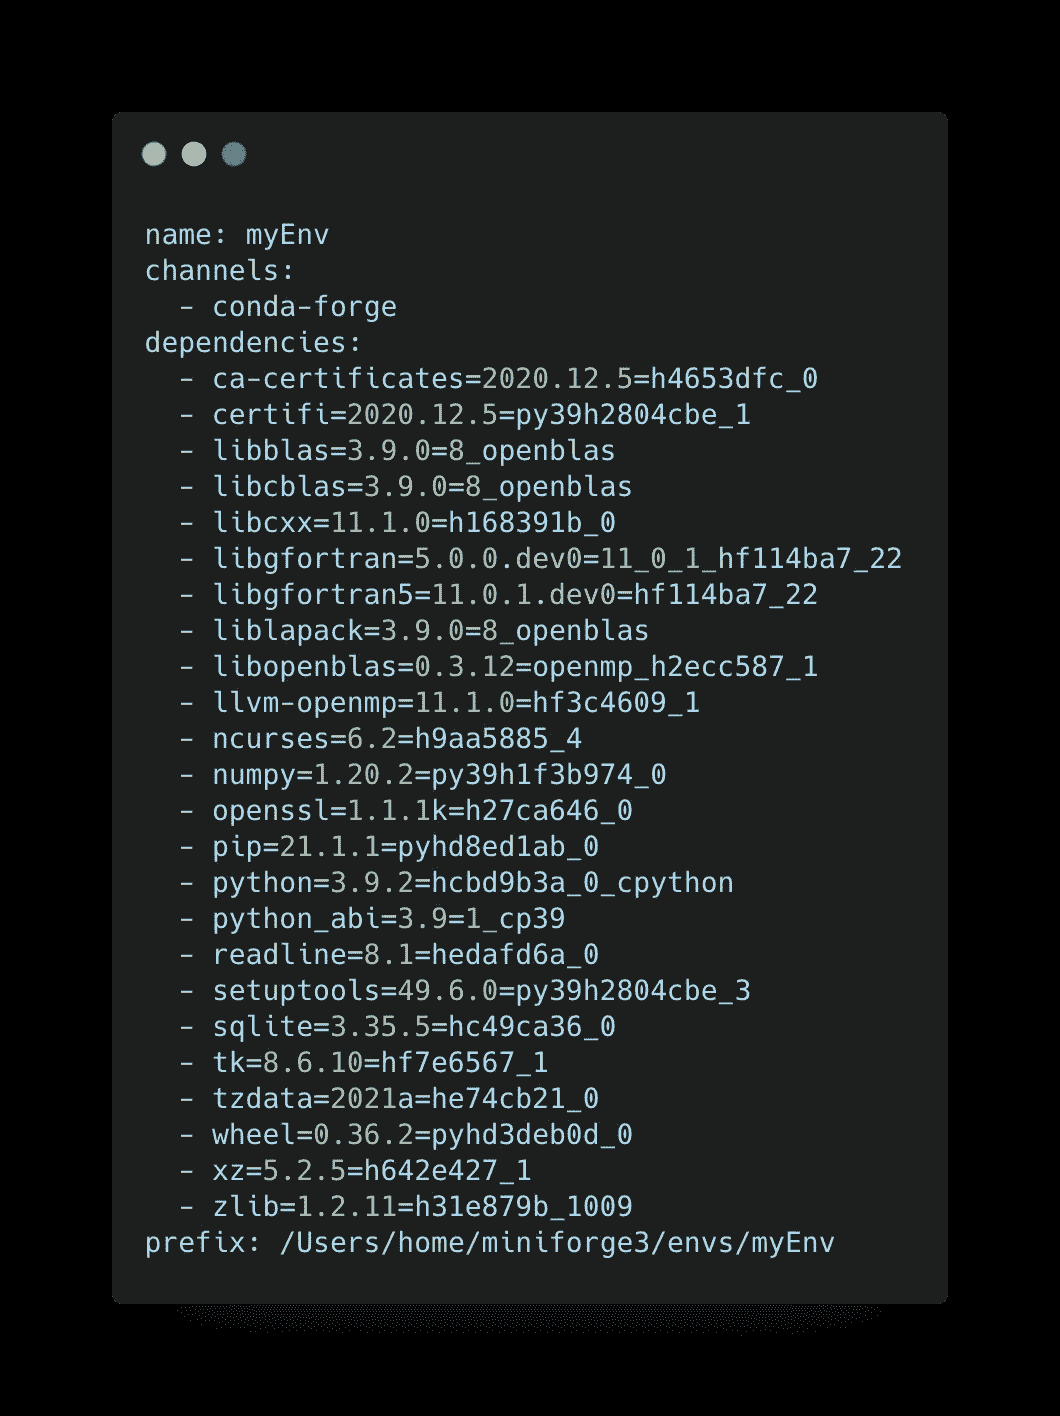 name: myEnv
channels:
  - conda-forge
dependencies:
  - ca-certificates=2020.12.5=h4653dfc_0
  - certifi=2020.12.5=py39h2804cbe_1
  - libblas=3.9.0=8_openblas
  - libcblas=3.9.0=8_openblas
  - libcxx=11.1.0=h168391b_0
  - libgfortran=5.0.0.dev0=11_0_1_hf114ba7_22
  - libgfortran5=11.0.1.dev0=hf114ba7_22
  - liblapack=3.9.0=8_openblas
  - libopenblas=0.3.12=openmp_h2ecc587_1
  - llvm-openmp=11.1.0=hf3c4609_1
  - ncurses=6.2=h9aa5885_4
  - numpy=1.20.2=py39h1f3b974_0
  - openssl=1.1.1k=h27ca646_0
  - pip=21.1.1=pyhd8ed1ab_0
  - python=3.9.2=hcbd9b3a_0_cpython
  - python_abi=3.9=1_cp39
  - readline=8.1=hedafd6a_0
  - setuptools=49.6.0=py39h2804cbe_3
  - sqlite=3.35.5=hc49ca36_0
  - tk=8.6.10=hf7e6567_1
  - tzdata=2021a=he74cb21_0
  - wheel=0.36.2=pyhd3deb0d_0
  - xz=5.2.5=h642e427_1
  - zlib=1.2.11=h31e879b_1009
prefix: /Users/home/miniforge3/envs/myEnv